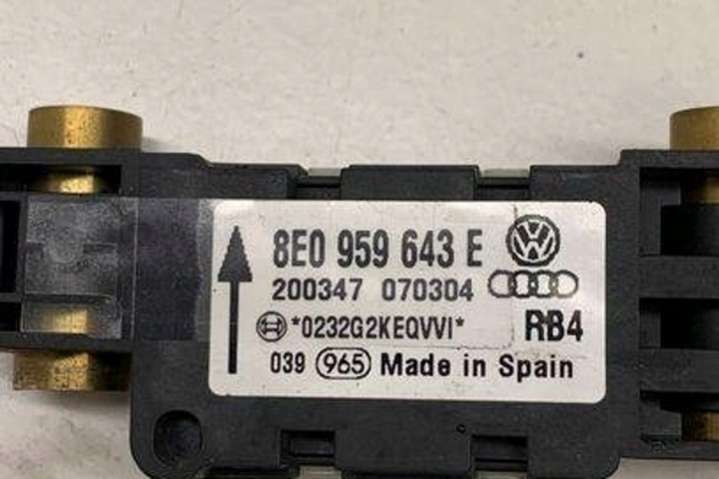 8E0 959 643 E
200347 070304
*0232G2KEQVVI* RB4
039 965 Made in Spain